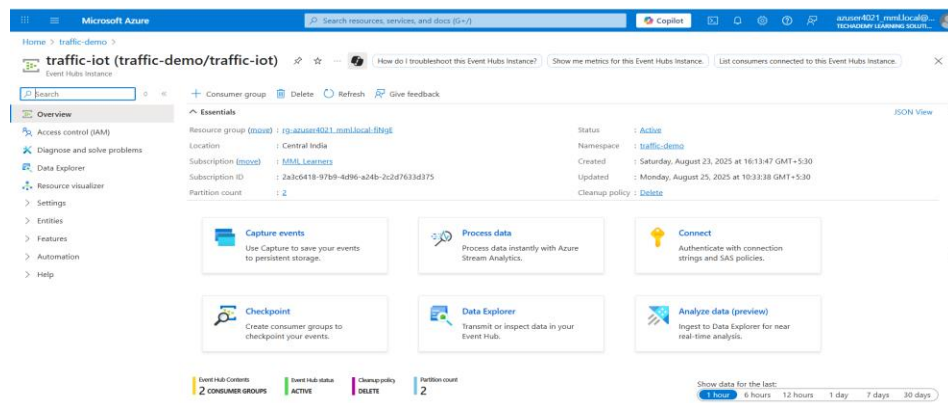 Microsoft Azure
Search resources, services, and docs (G+/)
Copilot
azuser4021_mml.local@...
TECHADEMY LEARNING SOLUTI...
Home > traffic-demo >
traffic-iot (traffic-demo/traffic-iot)
Event Hubs Instance
How do I troubleshoot this Event Hubs Instance?
Show me metrics for this Event Hubs Instance.
List consumers connected to this Event Hubs Instance.
Search
Overview
Access control (IAM)
Diagnose and solve problems
Data Explorer
Resource visualizer
Settings
Entities
Features
Automation
Help
Consumer group Delete Refresh Give feedback
Essentials
JSON View
Resource group (move) : rg-azuser4021_mml.local-fiNgE
Location : Central India
Subscription (move) : MML Learners
Subscription ID : 2a3c6418-97b9-4d96-a24b-2c2d7633d375
Partition count : 2
Status : Active
Namespace : traffic-demo
Created : Saturday, August 23, 2025 at 16:13:47 GMT+5:30
Updated : Monday, August 25, 2025 at 10:33:38 GMT+5:30
Cleanup policy : Delete
Capture events
Use Capture to save your events
to persistent storage.
Process data
Process data instantly with Azure
Stream Analytics.
Connect
Authenticate with connection
strings and SAS policies.
Checkpoint
Create consumer groups to
checkpoint your events.
Data Explorer
Transmit or inspect data in your
Event Hub.
Analyze data (preview)
Ingest to Data Explorer for near
real-time analysis.
Event Hub Contents
2 CONSUMER GROUPS
Event Hub status
ACTIVE
Cleanup policy
DELETE
Partition count
2
Show data for the last:
1 hour 6 hours 12 hours 1 day 7 days 30 days